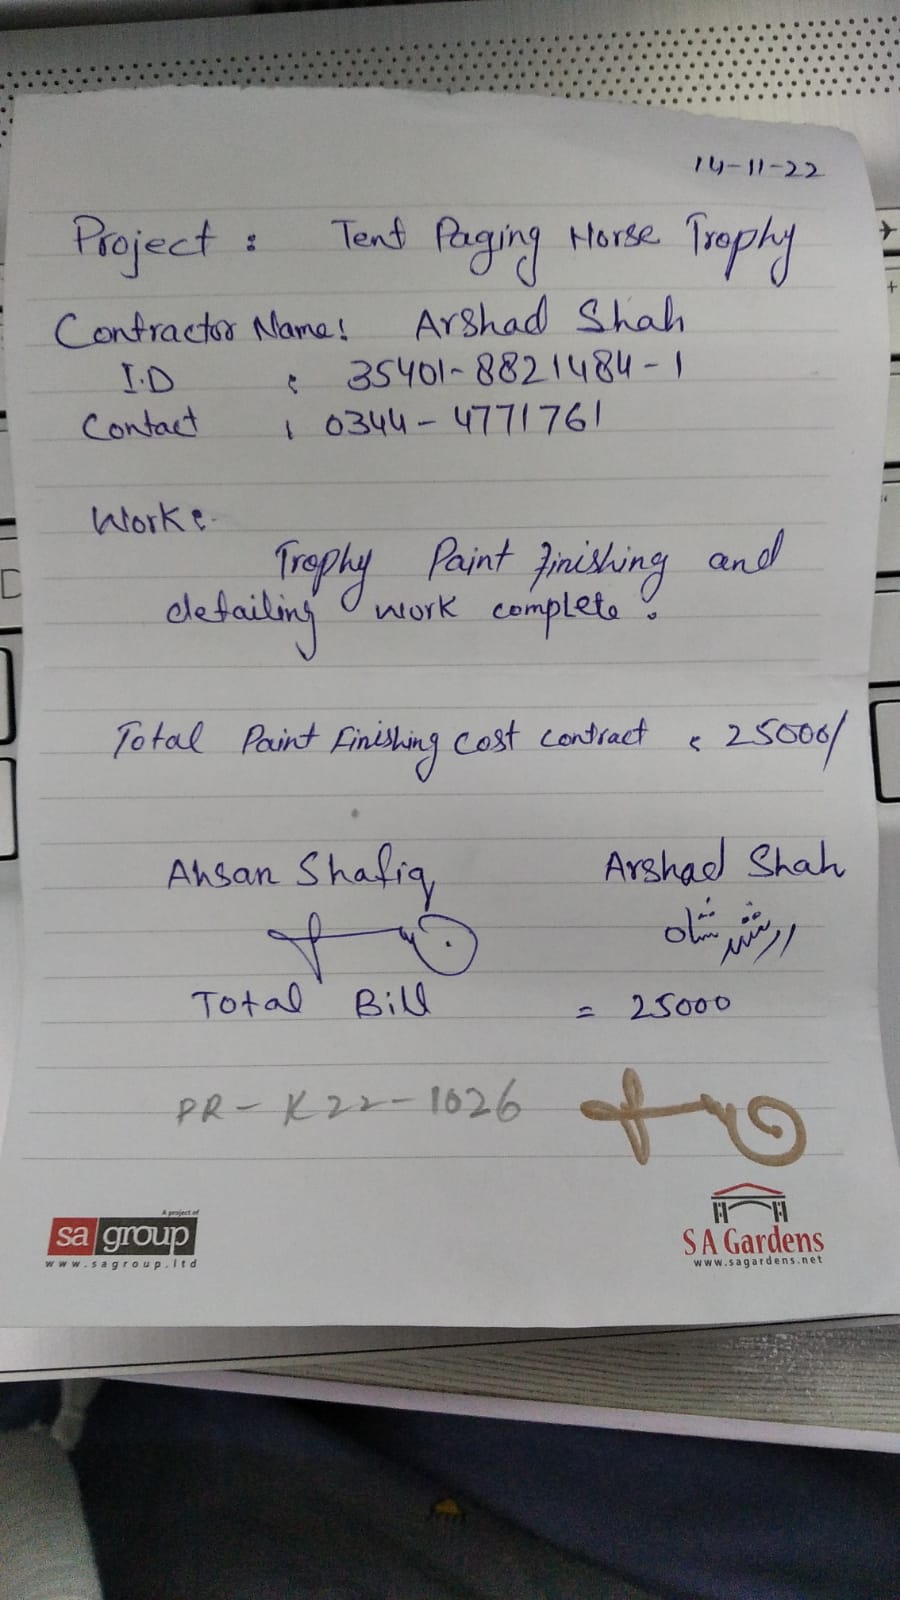 14-11-22
Project : Tent Paging Horse Trophy
Contractor Name: Arshad Shah
I.D : 35401-8821484-1
Contact : 0344-4771761
Work:-
Trophy Paint finishing and
detailing work complete.
Total Paint Finishing cost contract : 25000/
Ahsan Shafiq Arshad Shah
ارشد شاہ
Total Bill = 25000
PR-K22-1026
A project of
sa group
www.sagroup.ltd
SA Gardens
www.sagardens.net